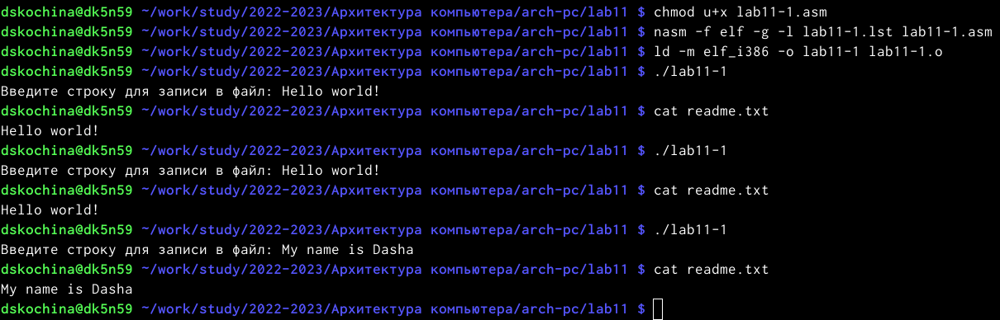 dskochina@dk5n59 ~/work/study/2022-2023/Архитектура компьютера/arch-pc/lab11 $ chmod u+x lab11-1.asm
dskochina@dk5n59 ~/work/study/2022-2023/Архитектура компьютера/arch-pc/lab11 $ nasm -f elf -g -l lab11-1.lst lab11-1.asm
dskochina@dk5n59 ~/work/study/2022-2023/Архитектура компьютера/arch-pc/lab11 $ ld -m elf_i386 -o lab11-1 lab11-1.o
dskochina@dk5n59 ~/work/study/2022-2023/Архитектура компьютера/arch-pc/lab11 $ ./lab11-1
Введите строку для записи в файл: Hello world!
dskochina@dk5n59 ~/work/study/2022-2023/Архитектура компьютера/arch-pc/lab11 $ cat readme.txt
Hello world!
dskochina@dk5n59 ~/work/study/2022-2023/Архитектура компьютера/arch-pc/lab11 $ ./lab11-1
Введите строку для записи в файл: Hello world!
dskochina@dk5n59 ~/work/study/2022-2023/Архитектура компьютера/arch-pc/lab11 $ cat readme.txt
Hello world!
dskochina@dk5n59 ~/work/study/2022-2023/Архитектура компьютера/arch-pc/lab11 $ ./lab11-1
Введите строку для записи в файл: My name is Dasha
dskochina@dk5n59 ~/work/study/2022-2023/Архитектура компьютера/arch-pc/lab11 $ cat readme.txt
My name is Dasha
dskochina@dk5n59 ~/work/study/2022-2023/Архитектура компьютера/arch-pc/lab11 $